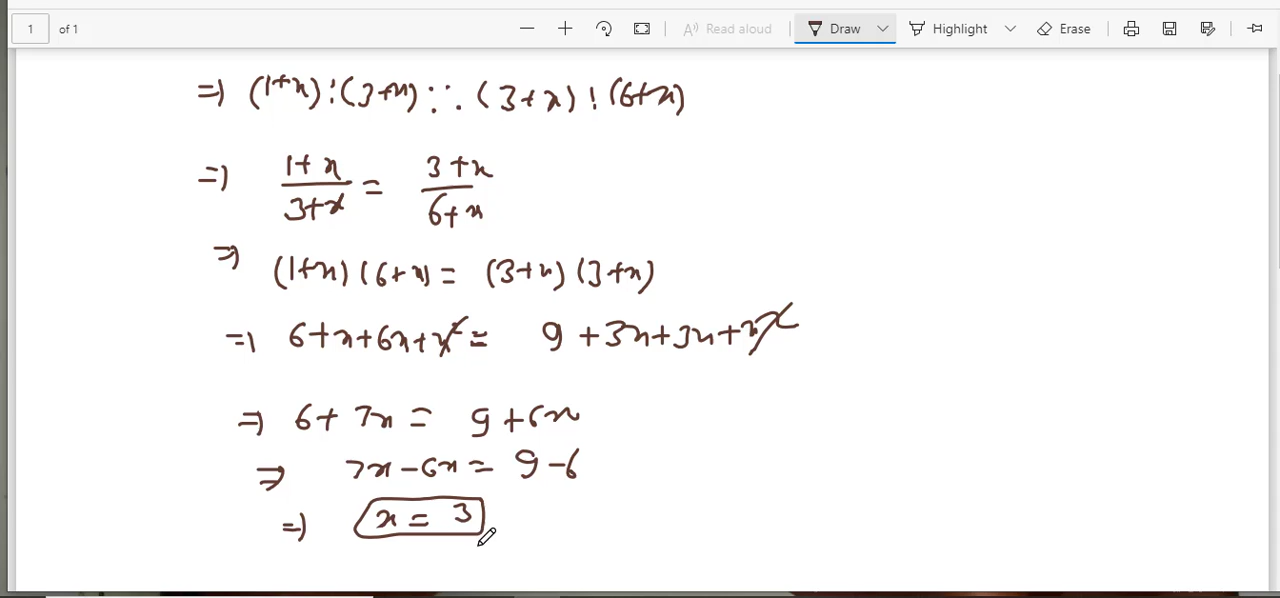 1 of 1 Read aloud Draw Highlight Erase
=) (1+x):(3+x) :: (3+x):(6+x)
=) 1+x/3+x = 3+x/6+x
=) (1+x)(6+x) = (3+x)(3+x)
=) 6+x+6x+x² = 9+3x+3x+x²
=) 6+7x = 9+6x
=) 7x-6x = 9-6
=) x = 3